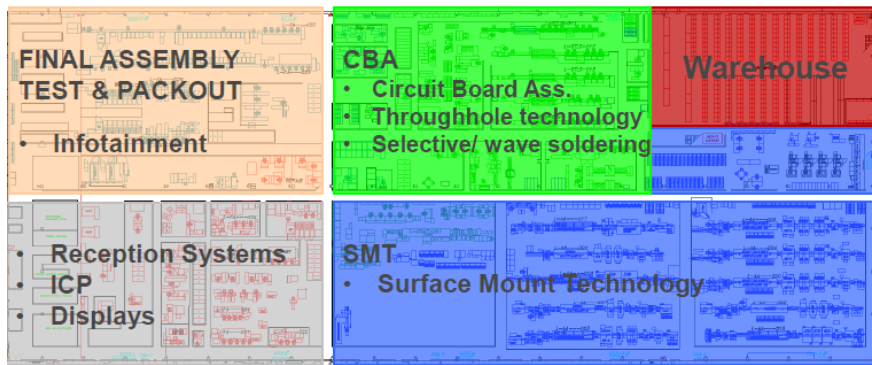 FINAL ASSEMBLY
TEST & PACKOUT
• Infotainment
CBA
• Circuit Board Ass.
• Throughhole technology
• Selective/ wave soldering
Warehouse
• Reception Systems
• ICP
• Displays
SMT
• Surface Mount Technology